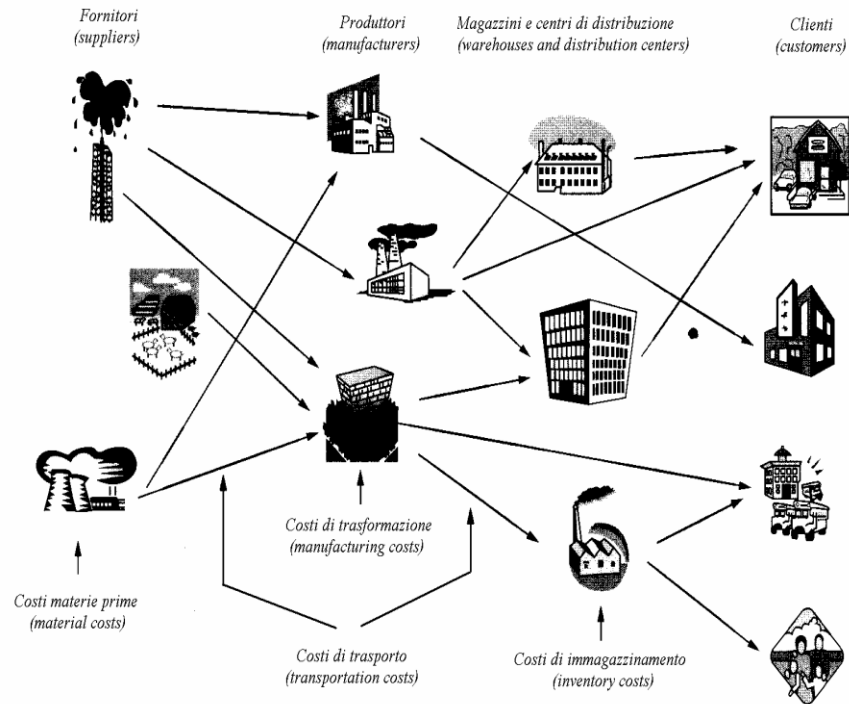 Fornitori
(suppliers)
Produttori
(manufacturers)
Magazzini e centri di distribuzione
(warehouses and distribution centers)
Clienti
(customers)
Costi di trasformazione
(manufacturing costs)
Costi materie prime
(material costs)
Costi di trasporto
(transportation costs)
Costi di immagazzinamento
(inventory costs)